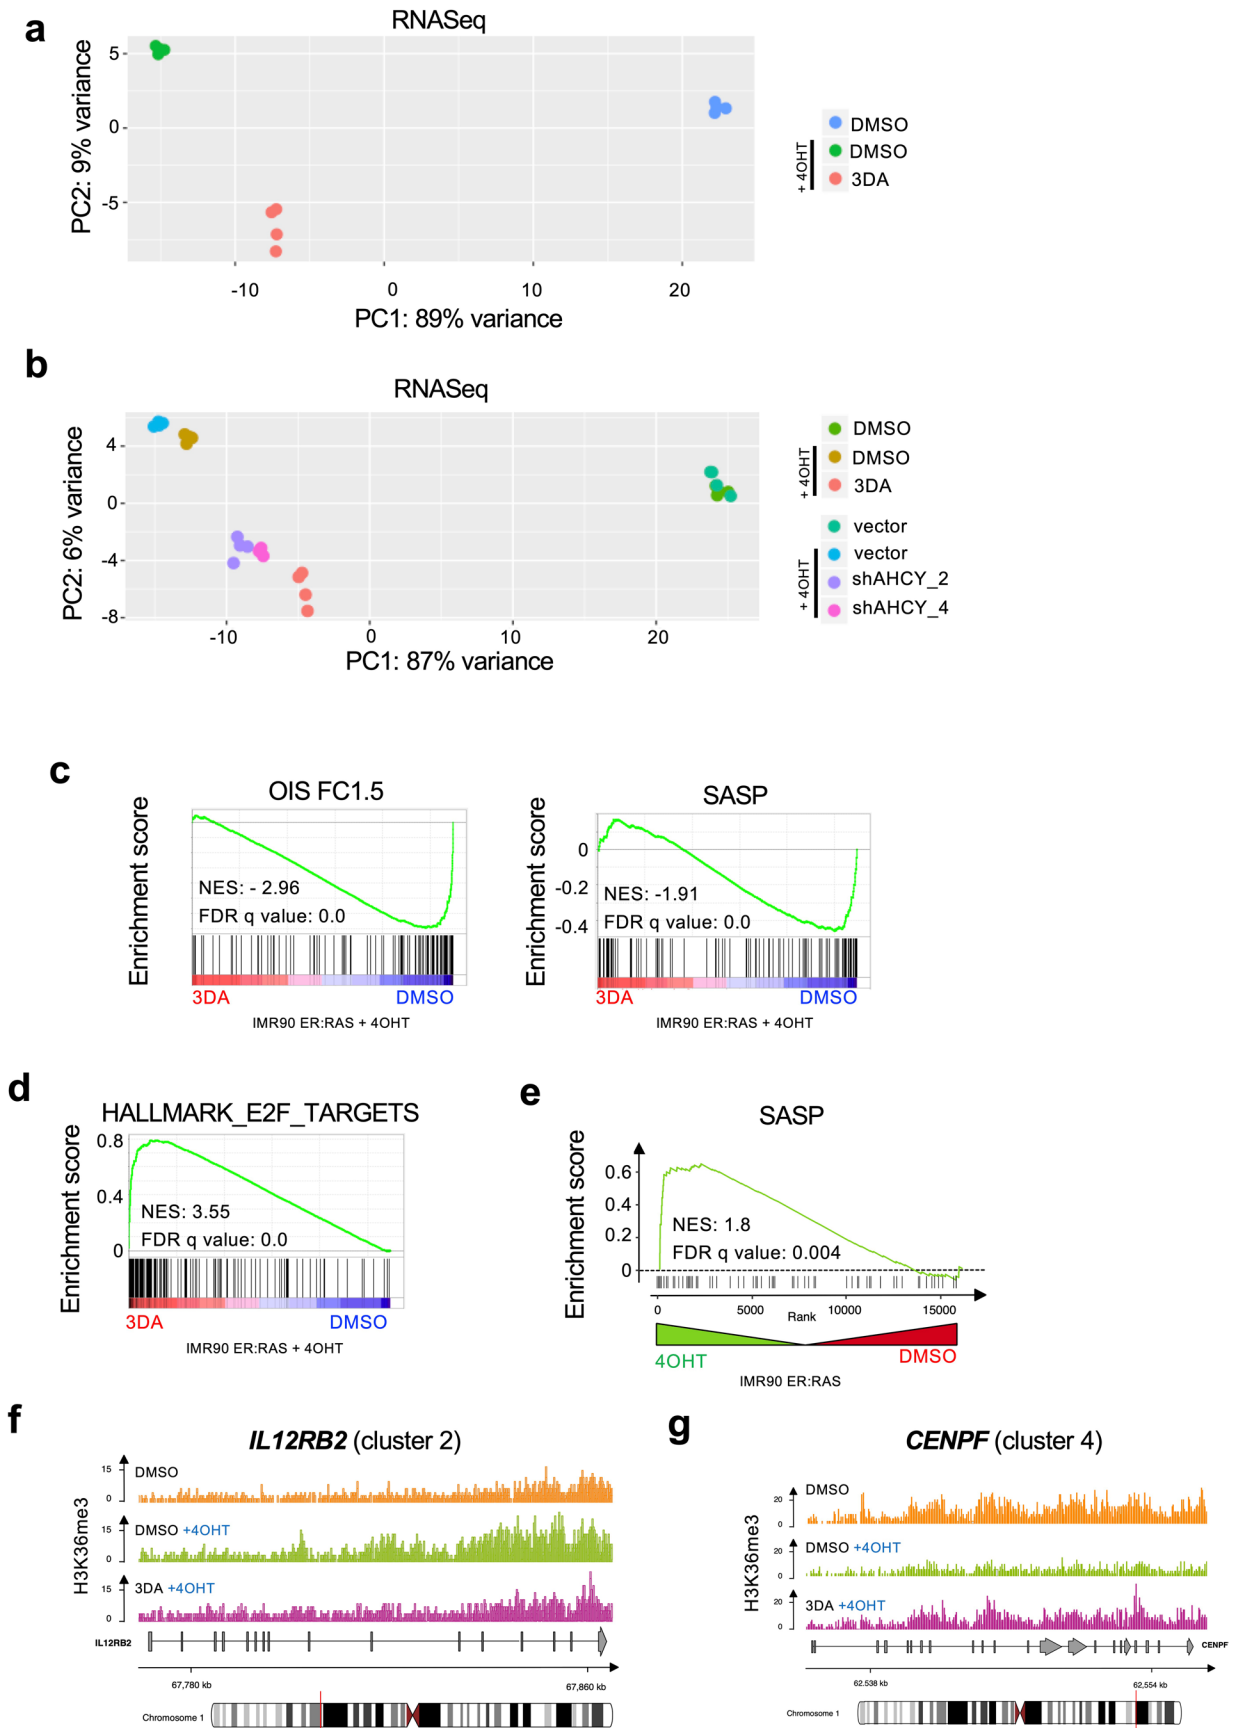 a
RNASeq
PC2: 9% variance
5
0
-5
-10
0
10
20
PC1: 89% variance
DMSO
+ 4OHT
DMSO
3DA
b
RNASeq
PC2: 6% variance
4
0
-4
-8
-10
0
10
20
PC1: 87% variance
DMSO
+ 4OHT
DMSO
3DA
vector
+ 4OHT
vector
shAHCY_2
shAHCY_4
c
OIS FC1.5
Enrichment score
NES: - 2.96
FDR q value: 0.0
3DA
DMSO
IMR90 ER:RAS + 4OHT
SASP
Enrichment score
0
-0.2
-0.4
NES: -1.91
FDR q value: 0.0
3DA
DMSO
IMR90 ER:RAS + 4OHT
d
HALLMARK_E2F_TARGETS
Enrichment score
0.8
0.4
0
NES: 3.55
FDR q value: 0.0
3DA
DMSO
IMR90 ER:RAS + 4OHT
e
SASP
Enrichment score
0.6
0.4
0.2
0
NES: 1.8
FDR q value: 0.004
0
5000
10000
15000
Rank
4OHT
DMSO
IMR90 ER:RAS
f
IL12RB2 (cluster 2)
H3K36me3
DMSO
15
0
DMSO +4OHT
15
0
3DA +4OHT
15
0
IL12RB2
67,780 kb
67,860 kb
Chromosome 1
g
CENPF (cluster 4)
H3K36me3
DMSO
20
0
DMSO +4OHT
20
0
3DA +4OHT
20
0
CENPF
62,538 kb
62,554 kb
Chromosome 1